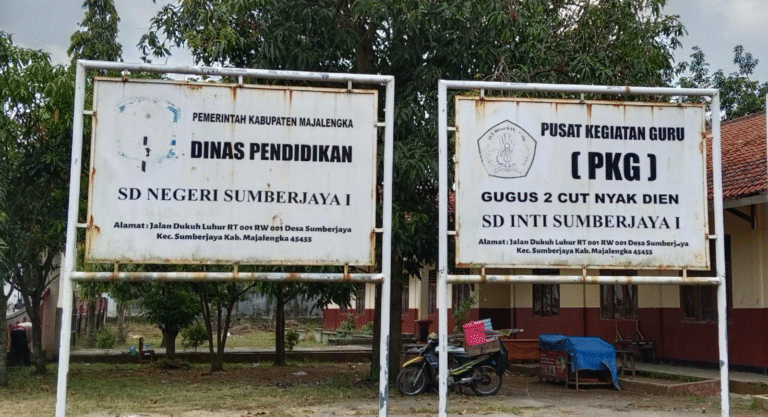 PEMERINTAH KABUPATEN MAJALENGKA
DINAS PENDIDIKAN
SD NEGERI SUMBERJAYA I
Alamat : Jalan Dukuh Luhur RT 001 RW 001 Desa Sumberjaya
Kec. Sumberjaya Kab. Majalengka 45455
PUSAT KEGIATAN GURU
( PKG )
GUGUS 2 CUT NYAK DIEN
SD INTI SUMBERJAYA I
Alamat : Jalan Dukuh Luhur RT 001 RW 001 Desa Sumberjaya
Kec. Sumberjaya Kab. Majalengka 45455